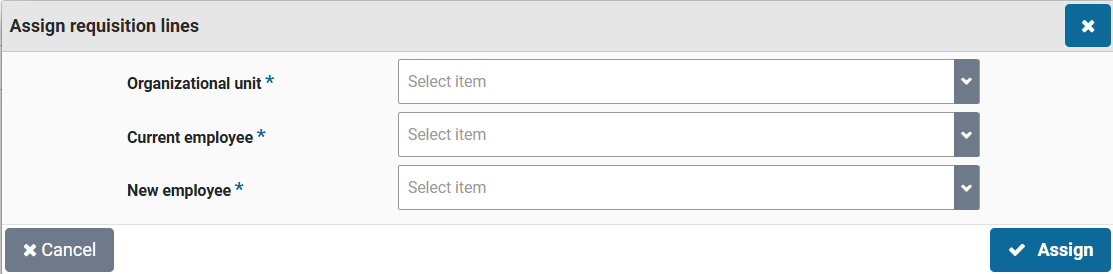 Assign requisition lines
Organizational unit * Select item
Current employee * Select item
New employee * Select item
Cancel Assign